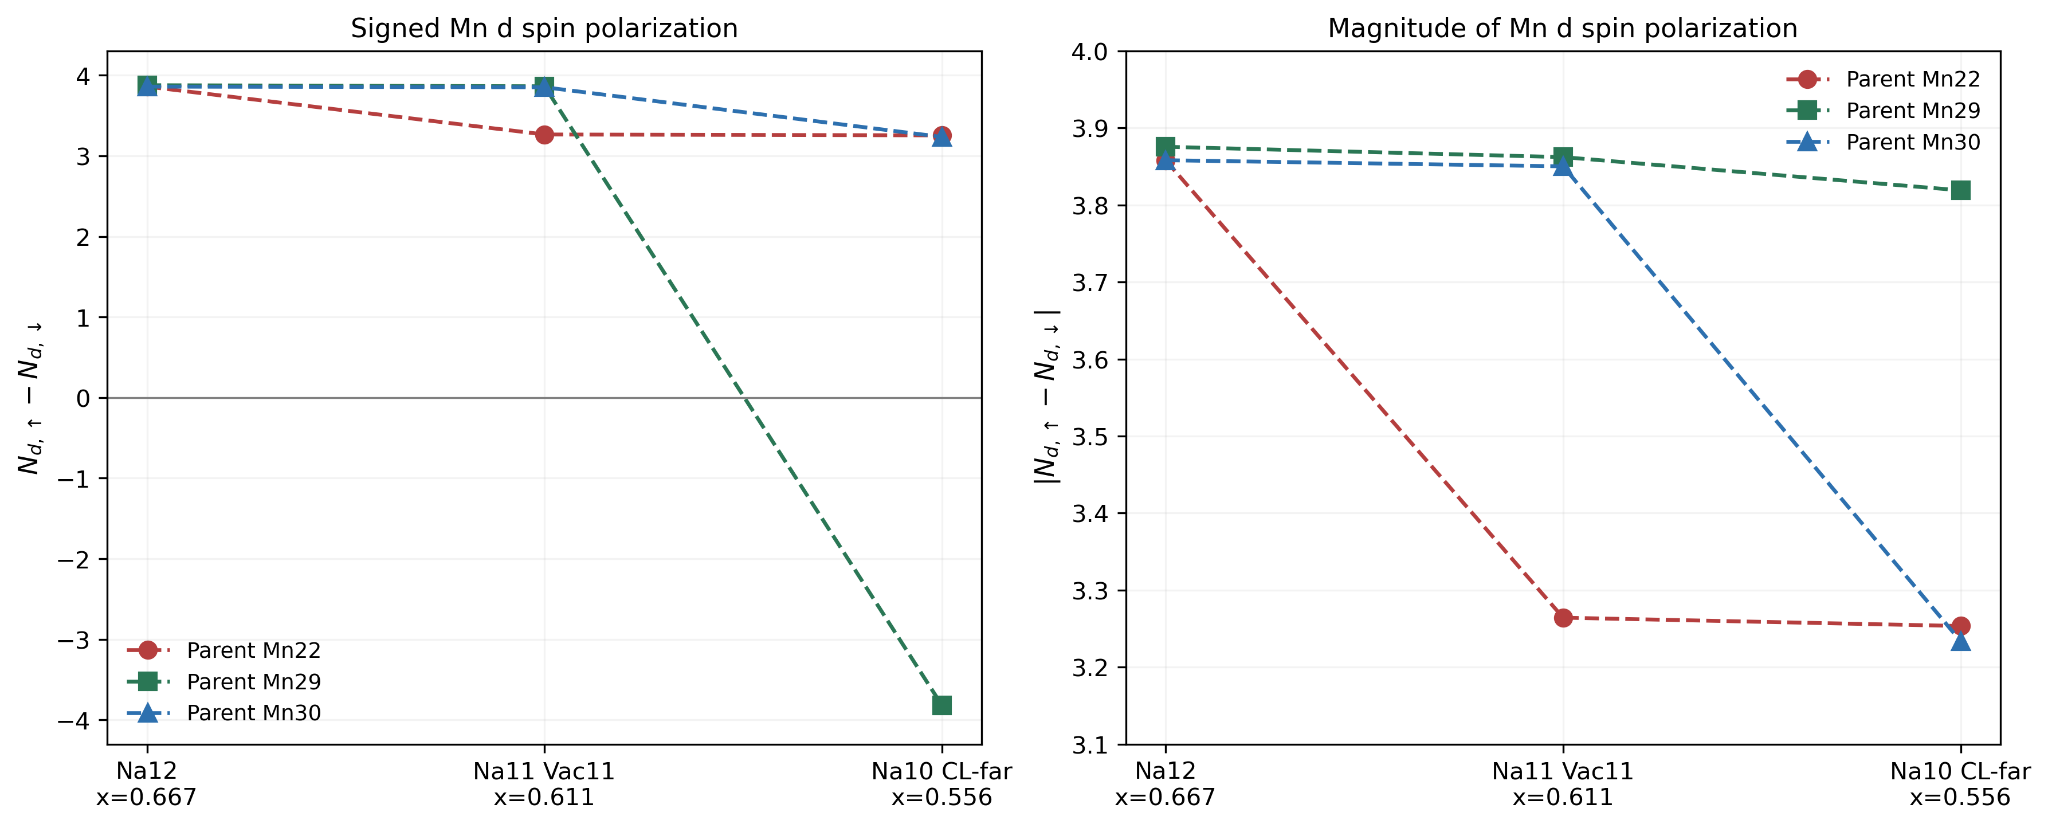 Signed Mn d spin polarization
N_{d,↑} − N_{d,↓}
4
3
2
1
0
−1
−2
−3
−4
Parent Mn22
Parent Mn29
Parent Mn30
Na12
x=0.667
Na11 Vac11
x=0.611
Na10 CL-far
x=0.556
Magnitude of Mn d spin polarization
|N_{d,↑} − N_{d,↓}|
4.0
3.9
3.8
3.7
3.6
3.5
3.4
3.3
3.2
3.1
Parent Mn22
Parent Mn29
Parent Mn30
Na12
x=0.667
Na11 Vac11
x=0.611
Na10 CL-far
x=0.556